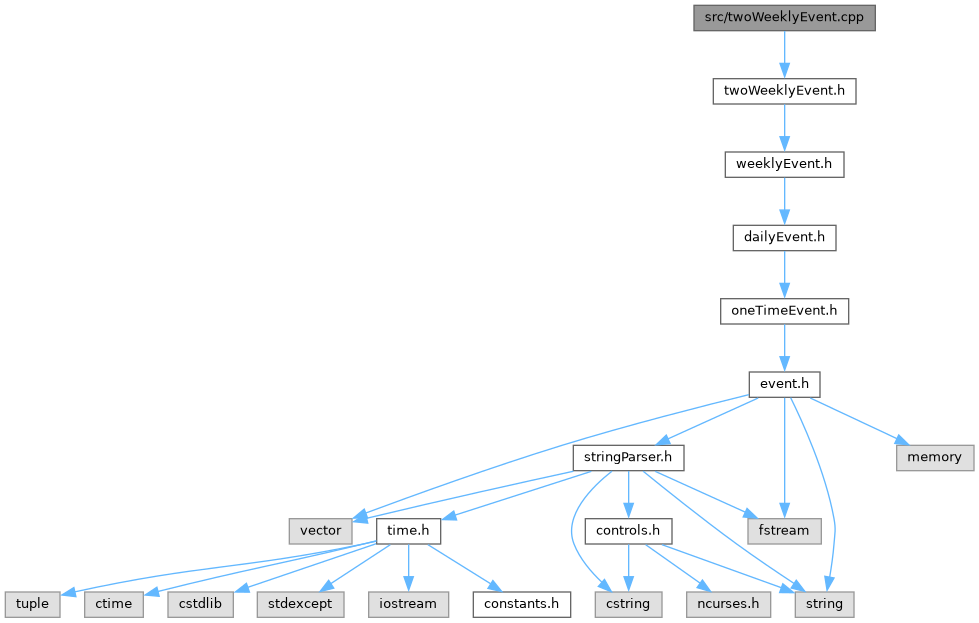 src/twoWeeklyEvent.cpp
twoWeeklyEvent.h
weeklyEvent.h
dailyEvent.h
oneTimeEvent.h
event.h
stringParser.h
memory
vector
time.h
controls.h
fstream
tuple
ctime
cstdlib
stdexcept
iostream
constants.h
cstring
ncurses.h
string